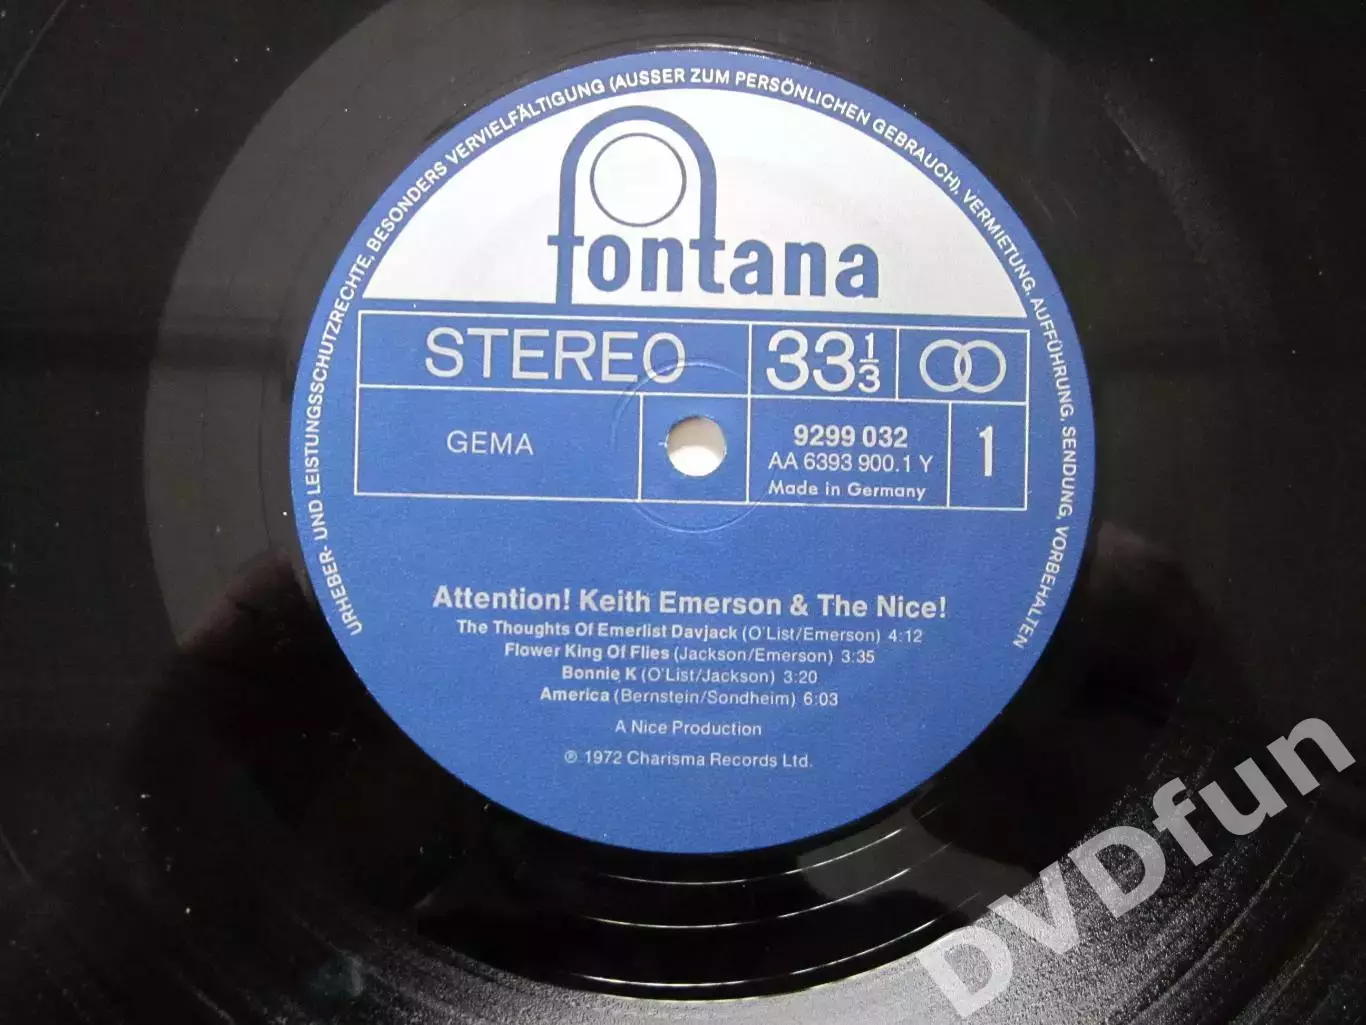 URHEBER- UND LEISTUNGSSCHUTZRECHTE, BESONDERS VERVIELFÄLTIGUNG (AUSSER ZUM PERSÖNLICHEN GEBRAUCH), VERMIETUNG, AUFFÜHRUNG, SENDUNG, VORBEHALTEN
fontana
STEREO 33 1/3
GEMA 9299 032 1
AA 6393 900.1 Y
Made in Germany
Attention! Keith Emerson & The Nice!
The Thoughts Of Emerlist Davjack (O'List/Emerson) 4:12
Flower King Of Flies (Jackson/Emerson) 3:35
Bonnie K (O'List/Jackson) 3:20
America (Bernstein/Sondheim) 6:03
A Nice Production
℗ 1972 Charisma Records Ltd.
DVDfun